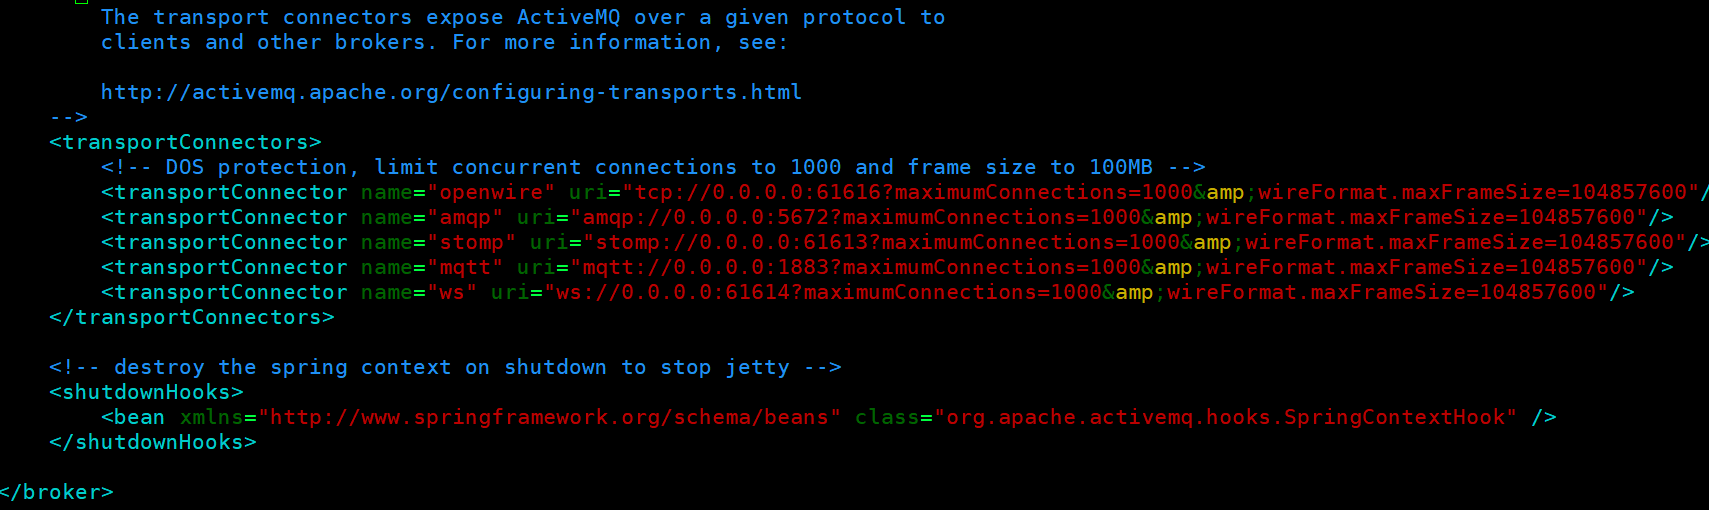 The transport connectors expose ActiveMQ over a given protocol to
clients and other brokers. For more information, see:
http://activemq.apache.org/configuring-transports.html
-->
<transportConnectors>
<!-- DOS protection, limit concurrent connections to 1000 and frame size to 100MB -->
<transportConnector name="openwire" uri="tcp://0.0.0.0:61616?maximumConnections=1000&amp;wireFormat.maxFrameSize=104857600"/
<transportConnector name="amqp" uri="amqp://0.0.0.0:5672?maximumConnections=1000&amp;wireFormat.maxFrameSize=104857600"/>
<transportConnector name="stomp" uri="stomp://0.0.0.0:61613?maximumConnections=1000&amp;wireFormat.maxFrameSize=104857600"/>
<transportConnector name="mqtt" uri="mqtt://0.0.0.0:1883?maximumConnections=1000&amp;wireFormat.maxFrameSize=104857600"/>
<transportConnector name="ws" uri="ws://0.0.0.0:61614?maximumConnections=1000&amp;wireFormat.maxFrameSize=104857600"/>
</transportConnectors>
<!-- destroy the spring context on shutdown to stop jetty -->
<shutdownHooks>
<bean xmlns="http://www.springframework.org/schema/beans" class="org.apache.activemq.hooks.SpringContextHook" />
</shutdownHooks>
</broker>